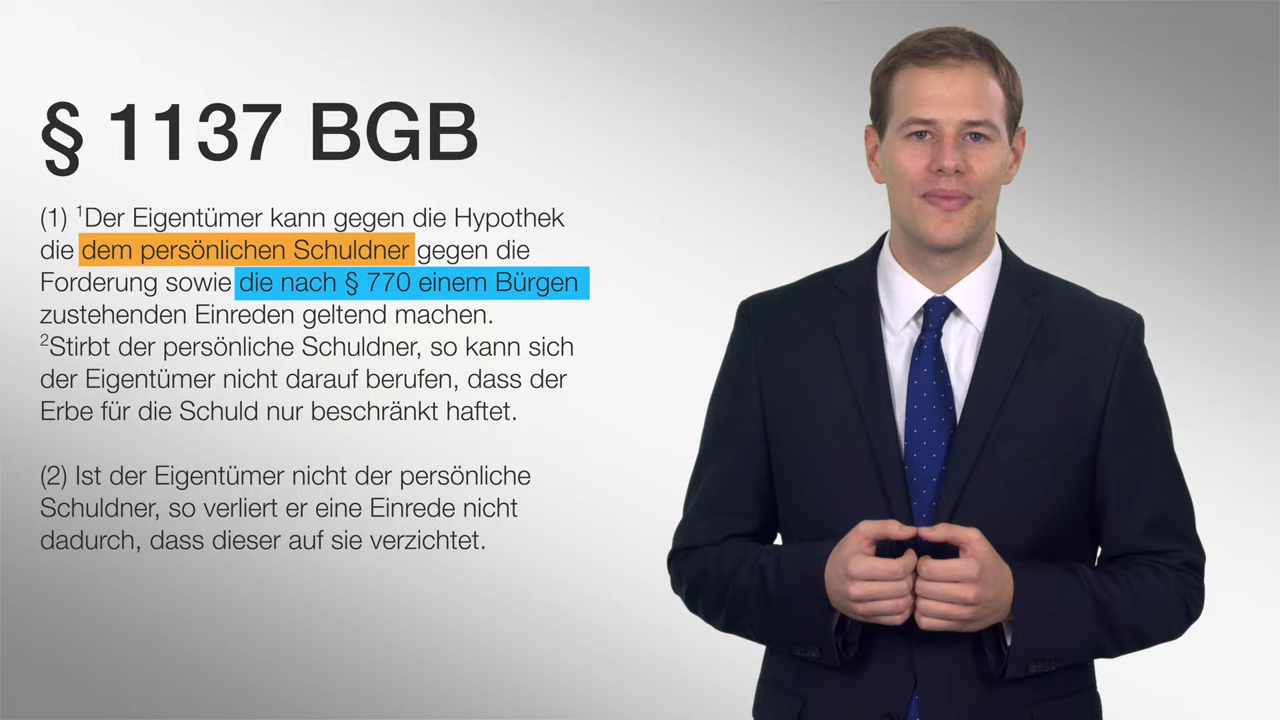 § 1137 BGB
(1) ¹Der Eigentümer kann gegen die Hypothek
die dem persönlichen Schuldner gegen die
Forderung sowie die nach § 770 einem Bürgen
zustehenden Einreden geltend machen.
²Stirbt der persönliche Schuldner, so kann sich
der Eigentümer nicht darauf berufen, dass der
Erbe für die Schuld nur beschränkt haftet.
(2) Ist der Eigentümer nicht der persönliche
Schuldner, so verliert er eine Einrede nicht
dadurch, dass dieser auf sie verzichtet.